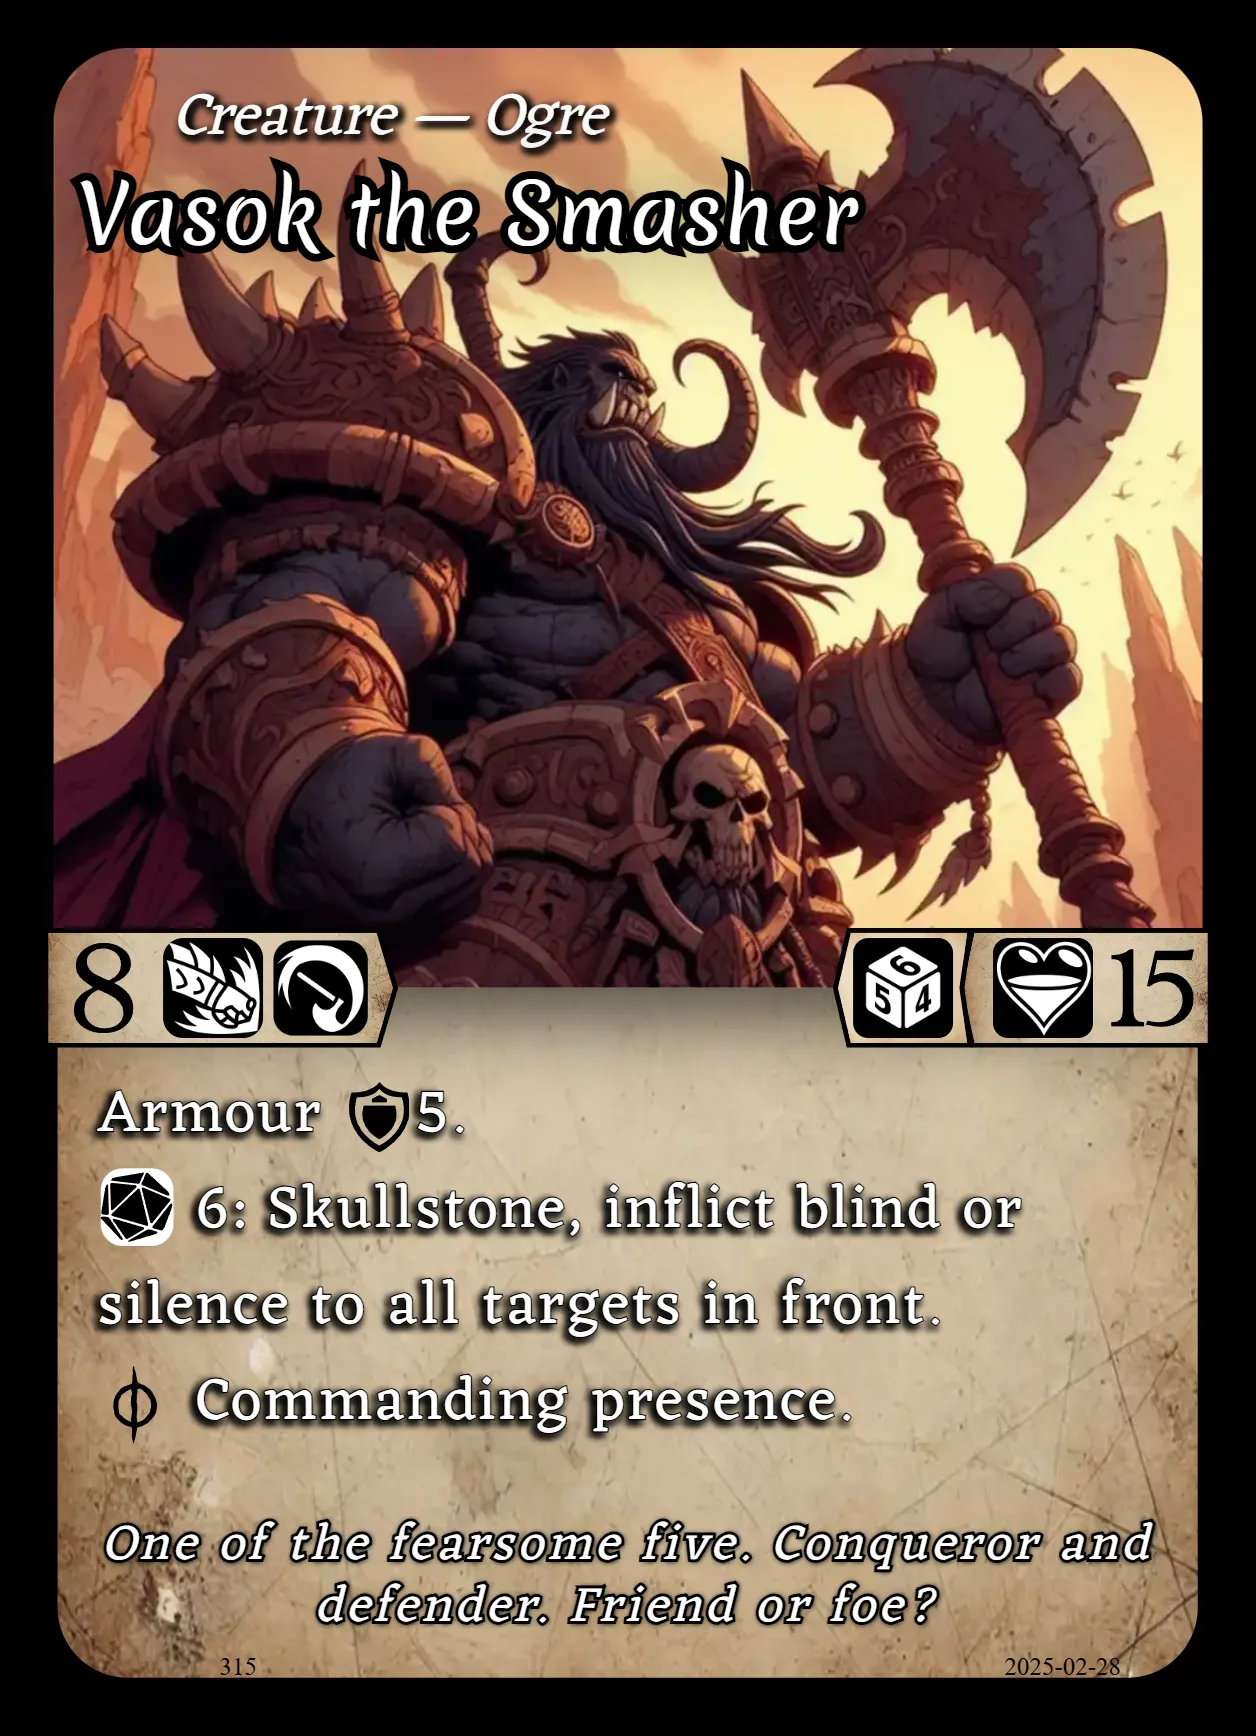 Creature — Ogre
Vasok the Smasher
8
6
5 4
15
Armour 5.
6: Skullstone, inflict blind or
silence to all targets in front.
Commanding presence.
One of the fearsome five. Conqueror and
defender. Friend or foe?
315
2025-02-28